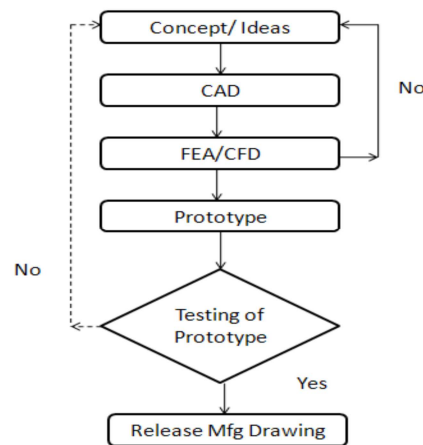 Concept/ Ideas
CAD
No
FEA/CFD
Prototype
No
Testing of
Prototype
Yes
Release Mfg Drawing